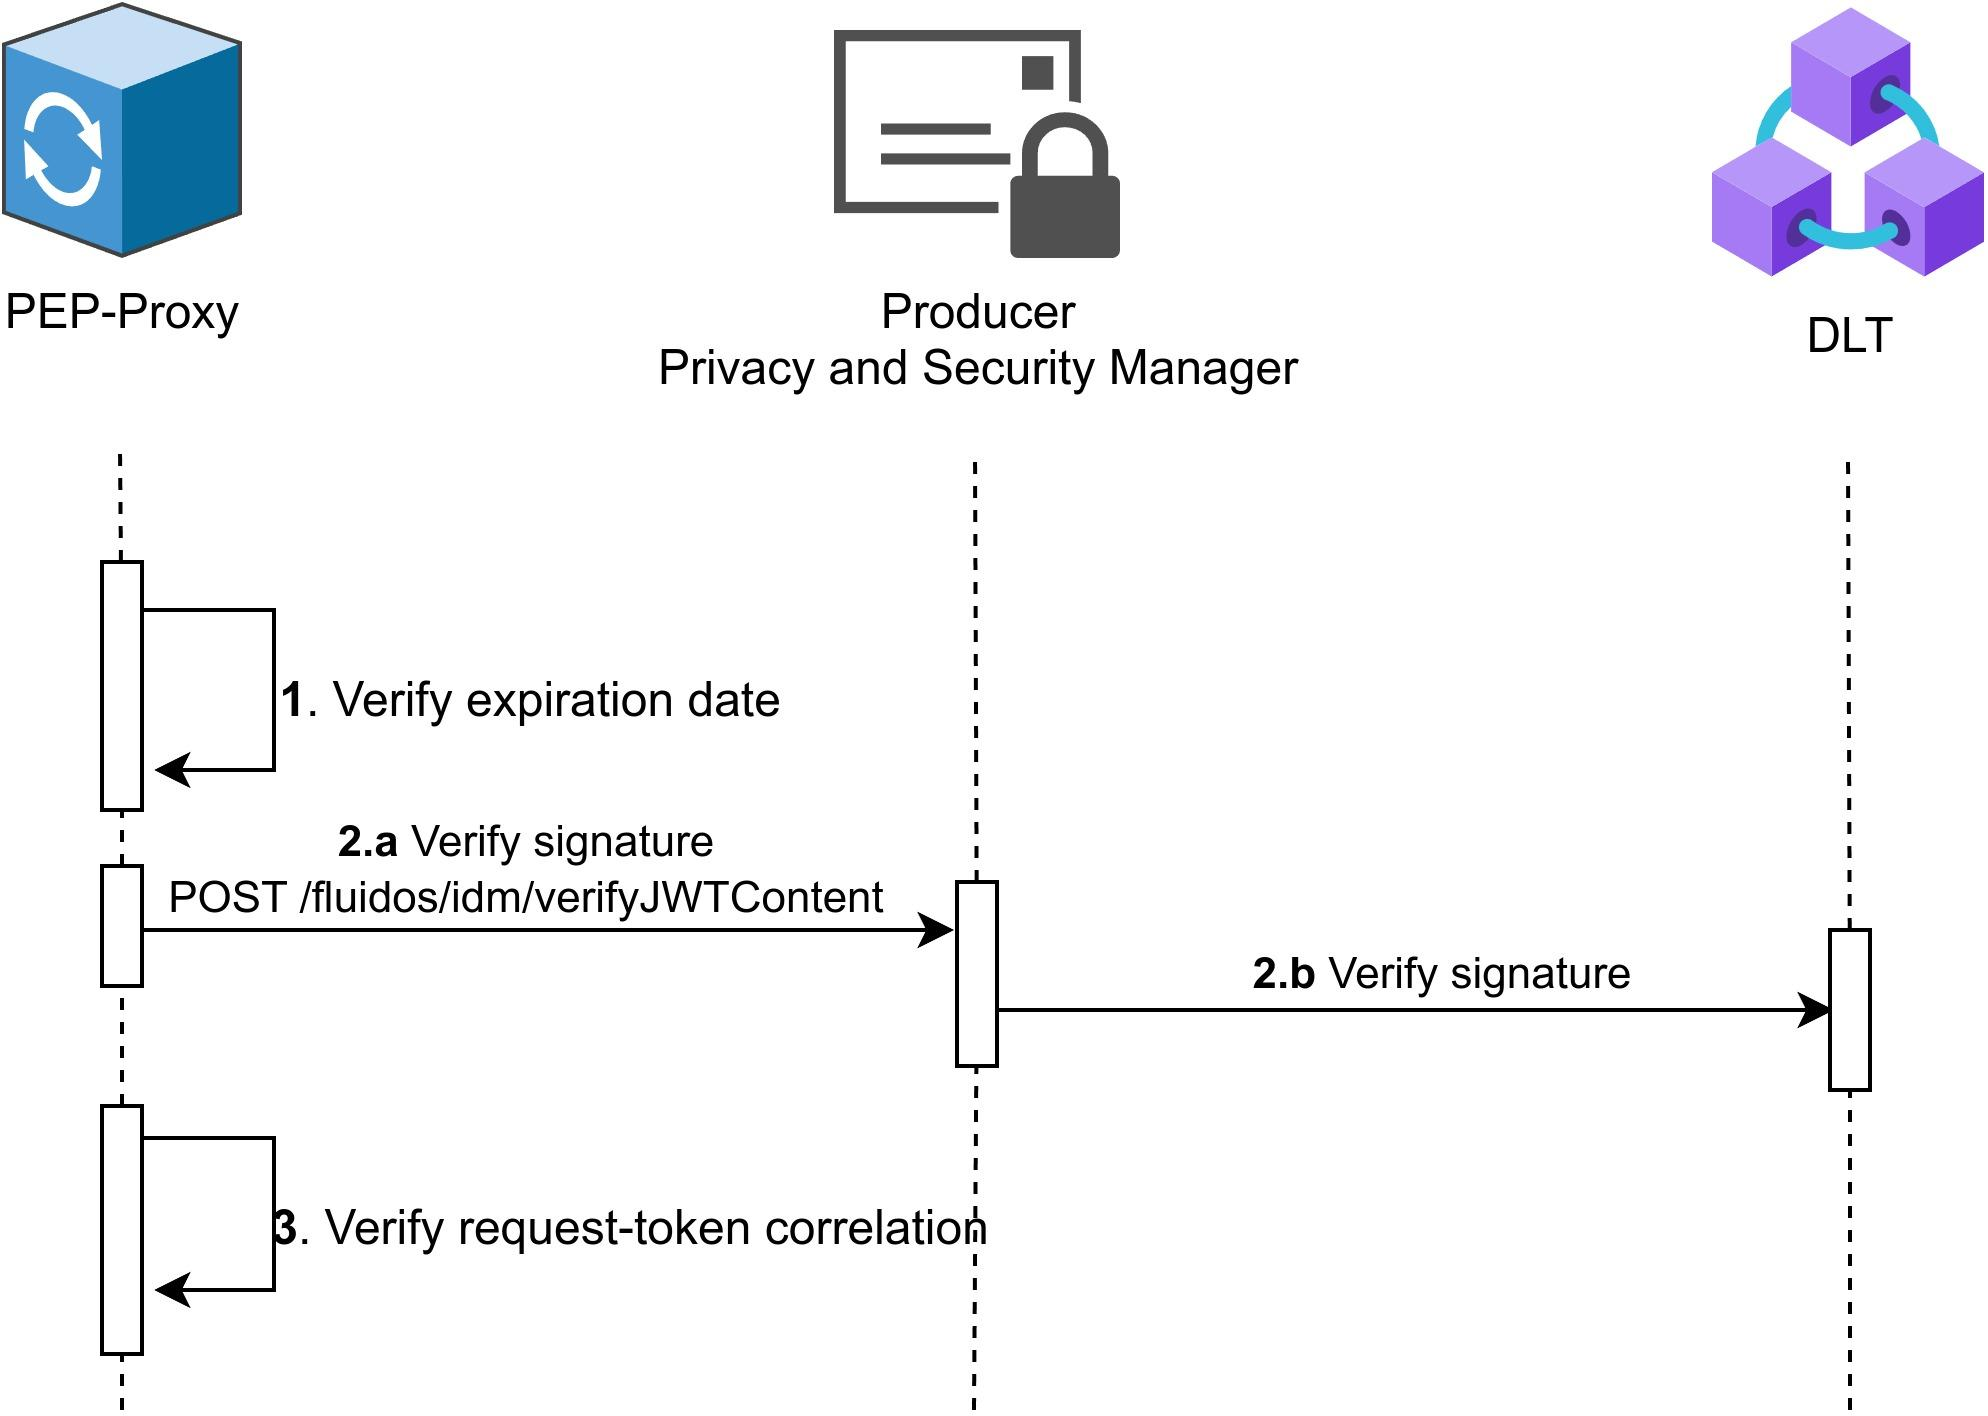 PEP-Proxy
Producer
Privacy and Security Manager
DLT
1. Verify expiration date
2.a Verify signature
POST /fluidos/idm/verifyJWTContent
2.b Verify signature
3. Verify request-token correlation